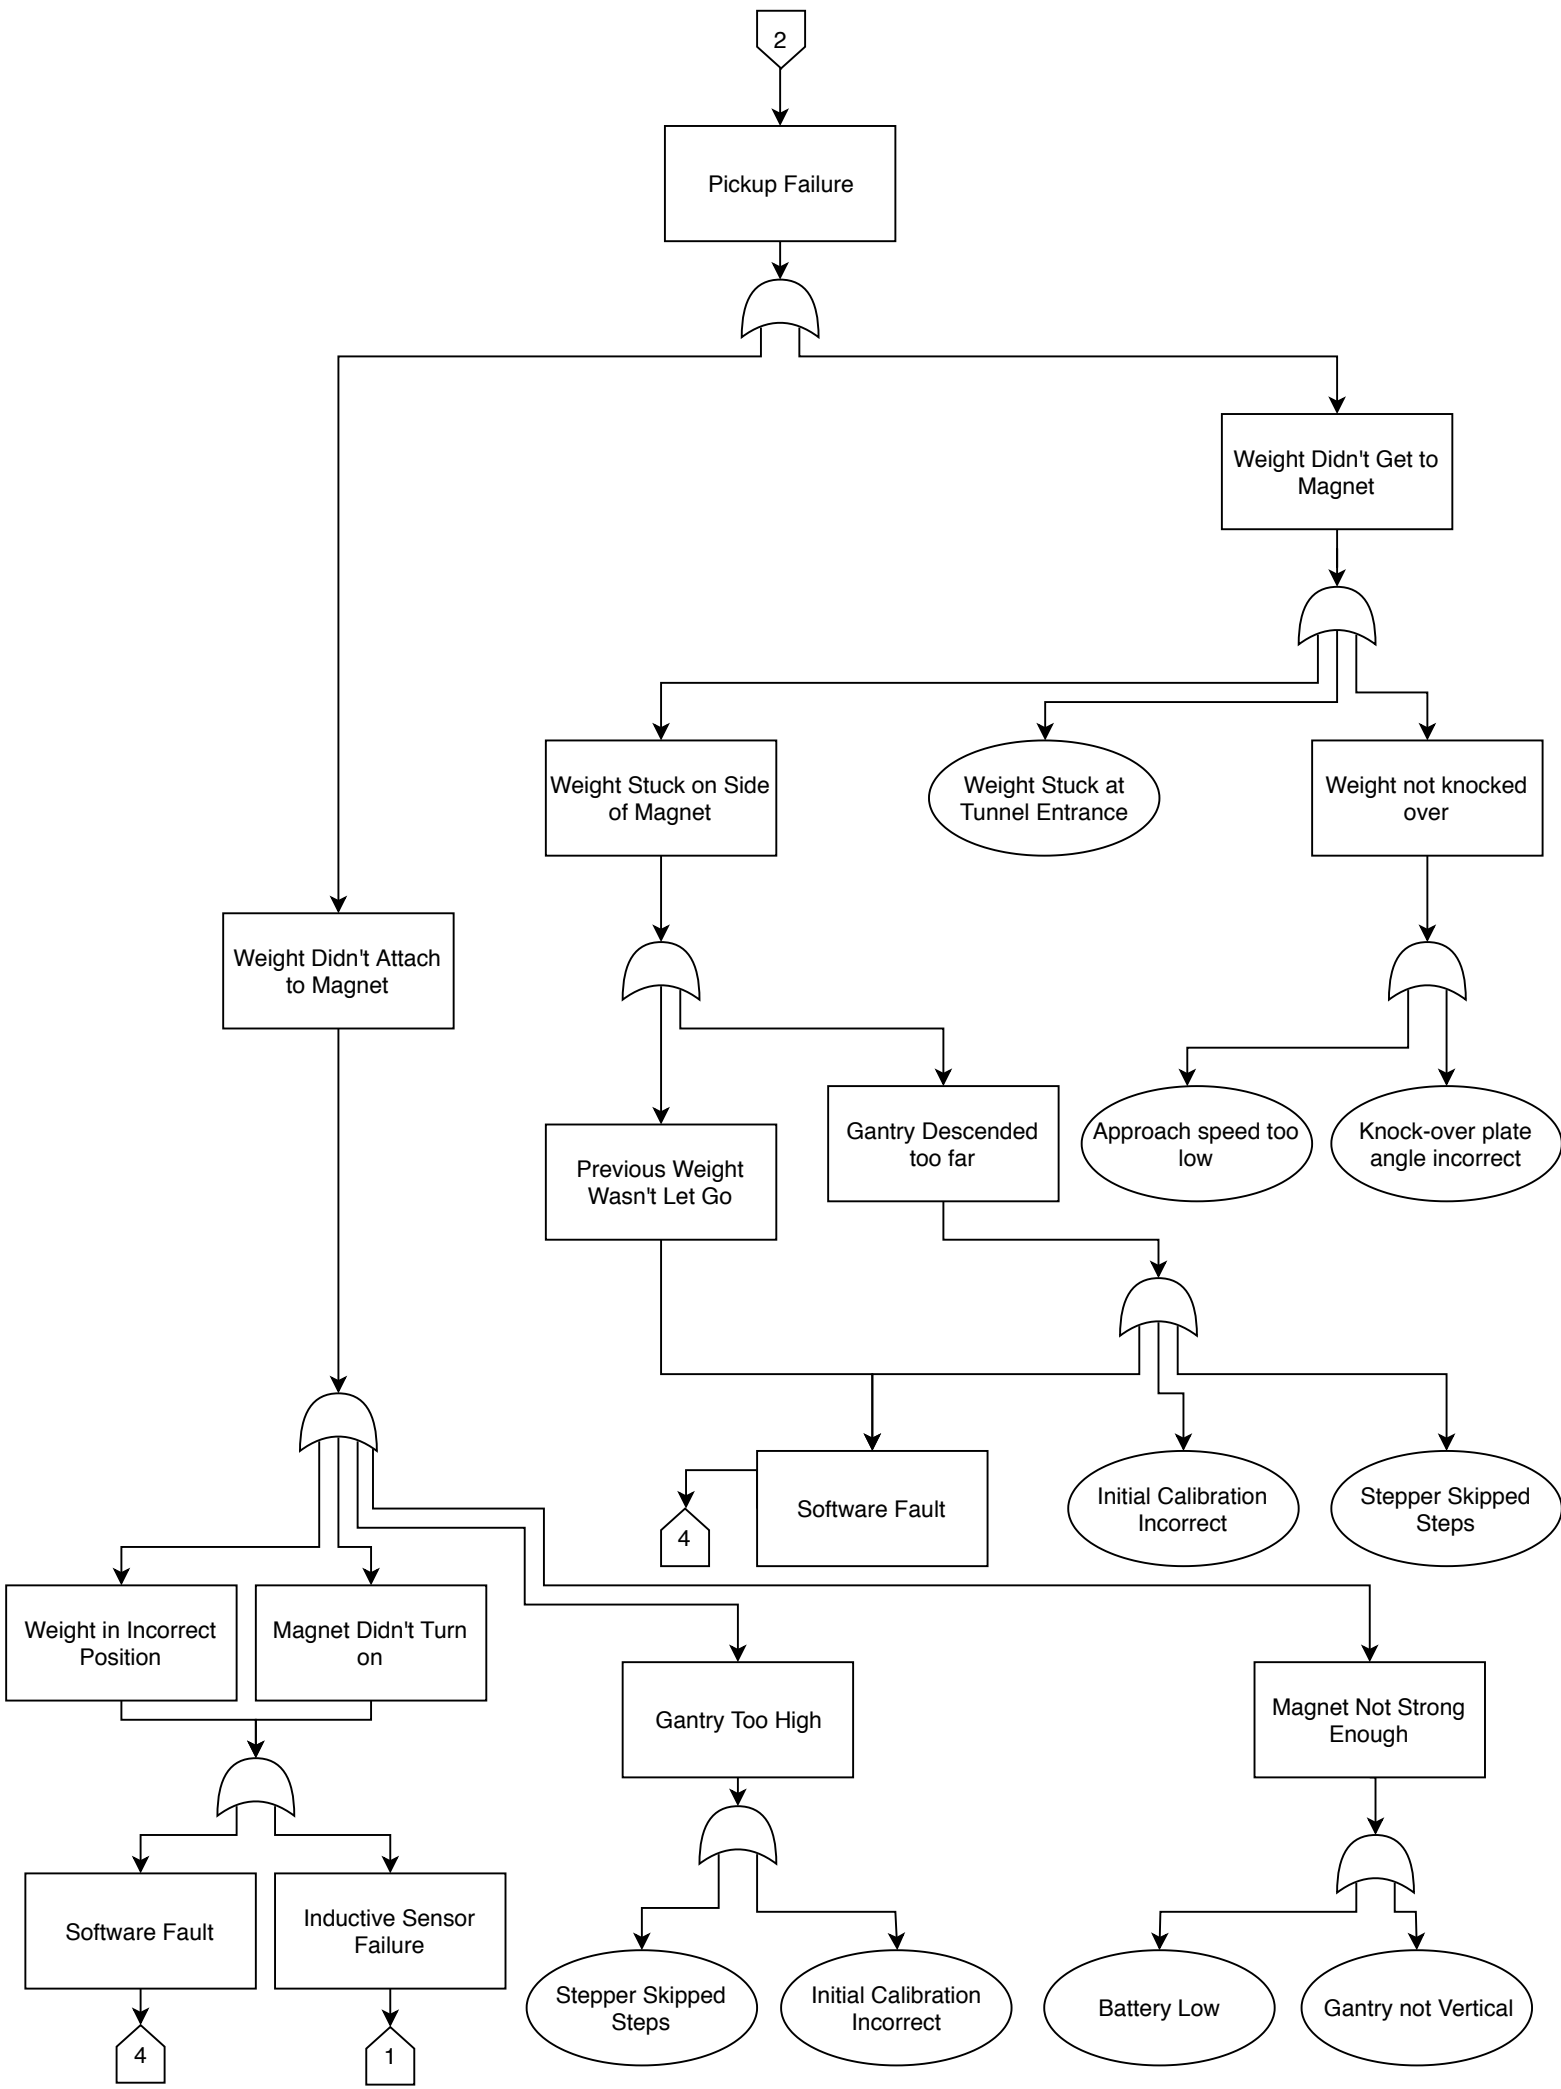 2
Pickup Failure
Weight Didn't Get to
Magnet
Weight Stuck on Side
of Magnet
Weight Stuck at
Tunnel Entrance
Weight not knocked
over
Weight Didn't Attach
to Magnet
Previous Weight
Wasn't Let Go
Gantry Descended
too far
Approach speed too
low
Knock-over plate
angle incorrect
4
Software Fault
Initial Calibration
Incorrect
Stepper Skipped
Steps
Weight in Incorrect
Position
Magnet Didn't Turn
on
Gantry Too High
Magnet Not Strong
Enough
Software Fault
Inductive Sensor
Failure
Stepper Skipped
Steps
Initial Calibration
Incorrect
Battery Low
Gantry not Vertical
4
1